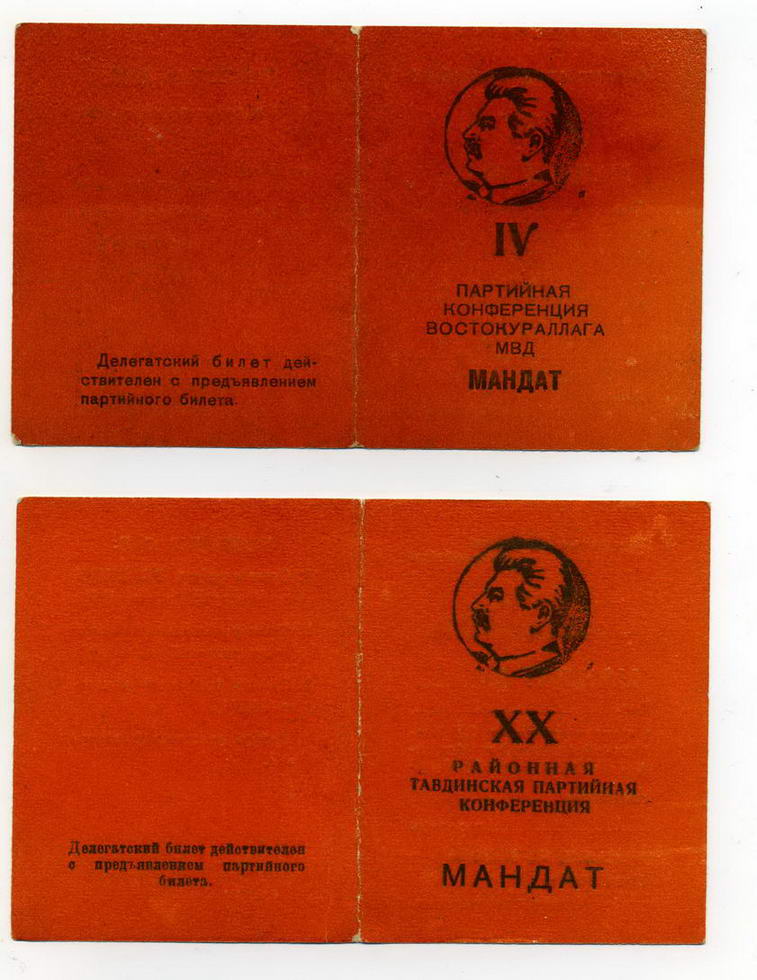 Делегатский билет дей-
ствителен с предъявлением
партийного билета.
IV
ПАРТИЙНАЯ
КОНФЕРЕНЦИЯ
ВОСТОКУРАЛЛАГА
МВД
МАНДАТ
Делегатский билет действителен
с предъявлением партийного
билета.
XX
РАЙОННАЯ
ТАВДИНСКАЯ ПАРТИЙНАЯ
КОНФЕРЕНЦИЯ
МАНДАТ